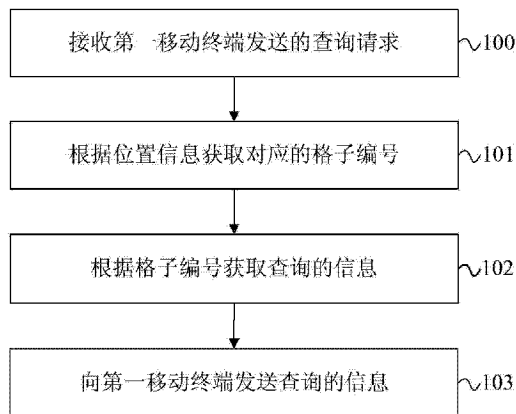 接收第一移动终端发送的查询请求
100
根据位置信息获取对应的格子编号
101
根据格子编号获取查询的信息
102
向第一移动终端发送查询的信息
103